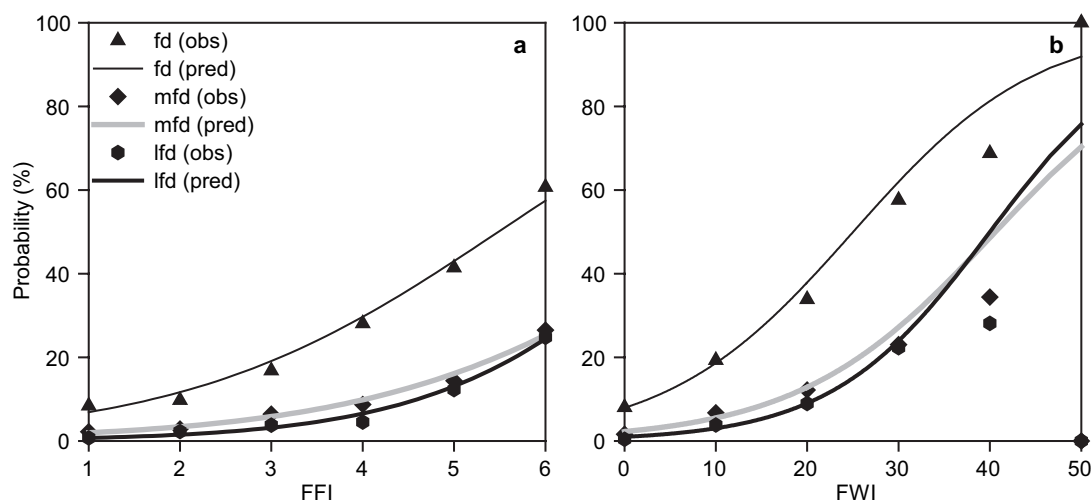 100
80
60
40
20
0
Probability (%)
a
fd (obs)
fd (pred)
mfd (obs)
mfd (pred)
lfd (obs)
lfd (pred)
1 2 3 4 5 6
FFI
100
80
60
40
20
0
b
0 10 20 30 40 50
FWI